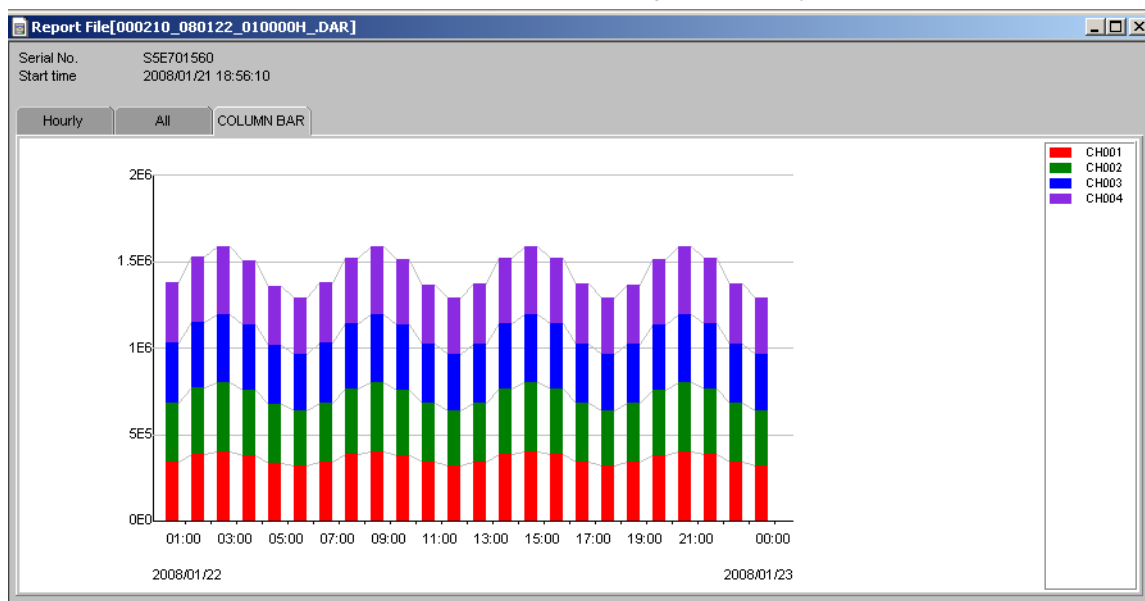 Report File[000210_080122_010000H_.DAR]
Serial No. S5E701560
Start time 2008/01/21 18:56:10
Hourly All COLUMN BAR
CH001
CH002
CH003
CH004
2E6
1.5E6
1E6
5E5
0E0
01:00 03:00 05:00 07:00 09:00 11:00 13:00 15:00 17:00 19:00 21:00 00:00
2008/01/22 2008/01/23